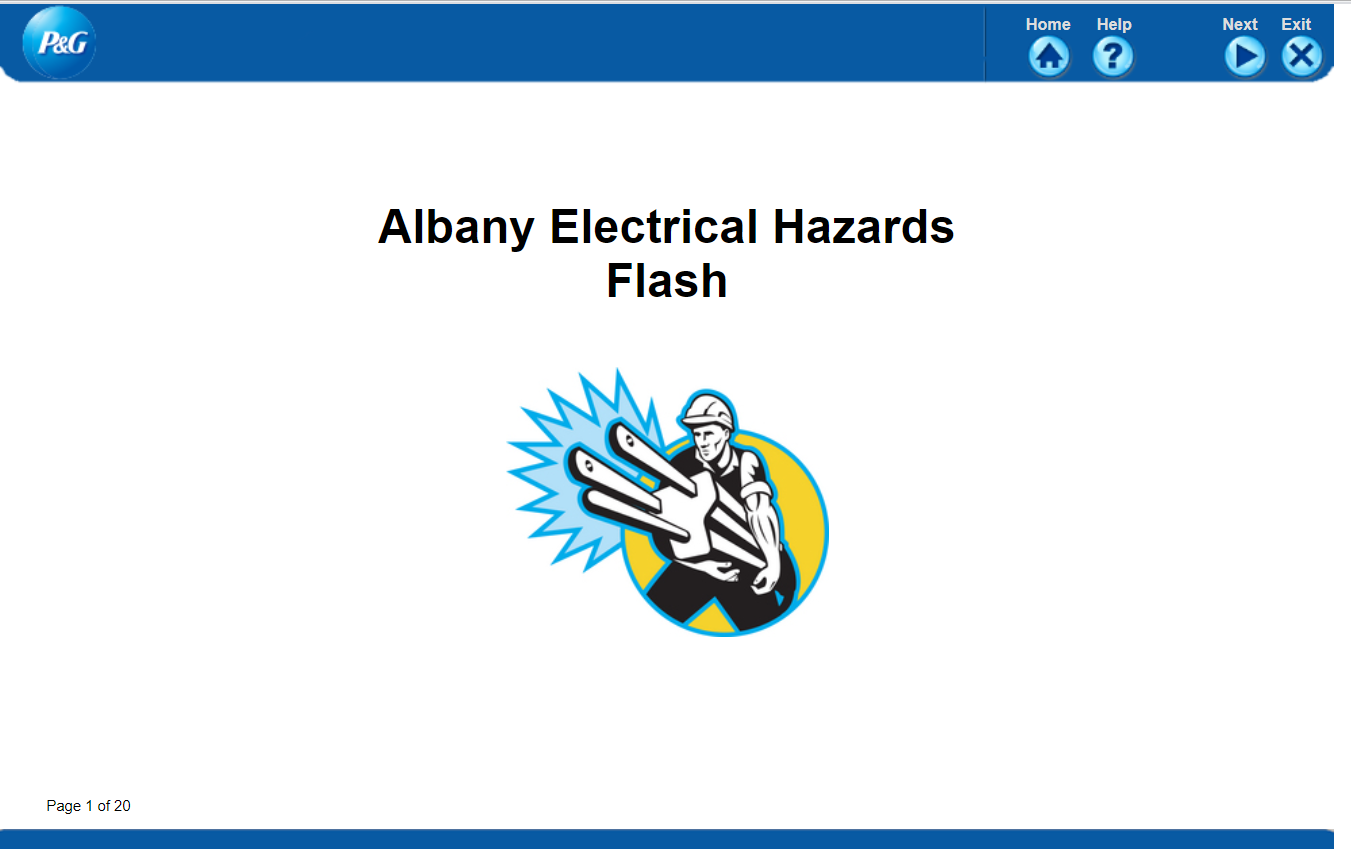 P&G
Home Help Next Exit
Albany Electrical Hazards
Flash
Page 1 of 20